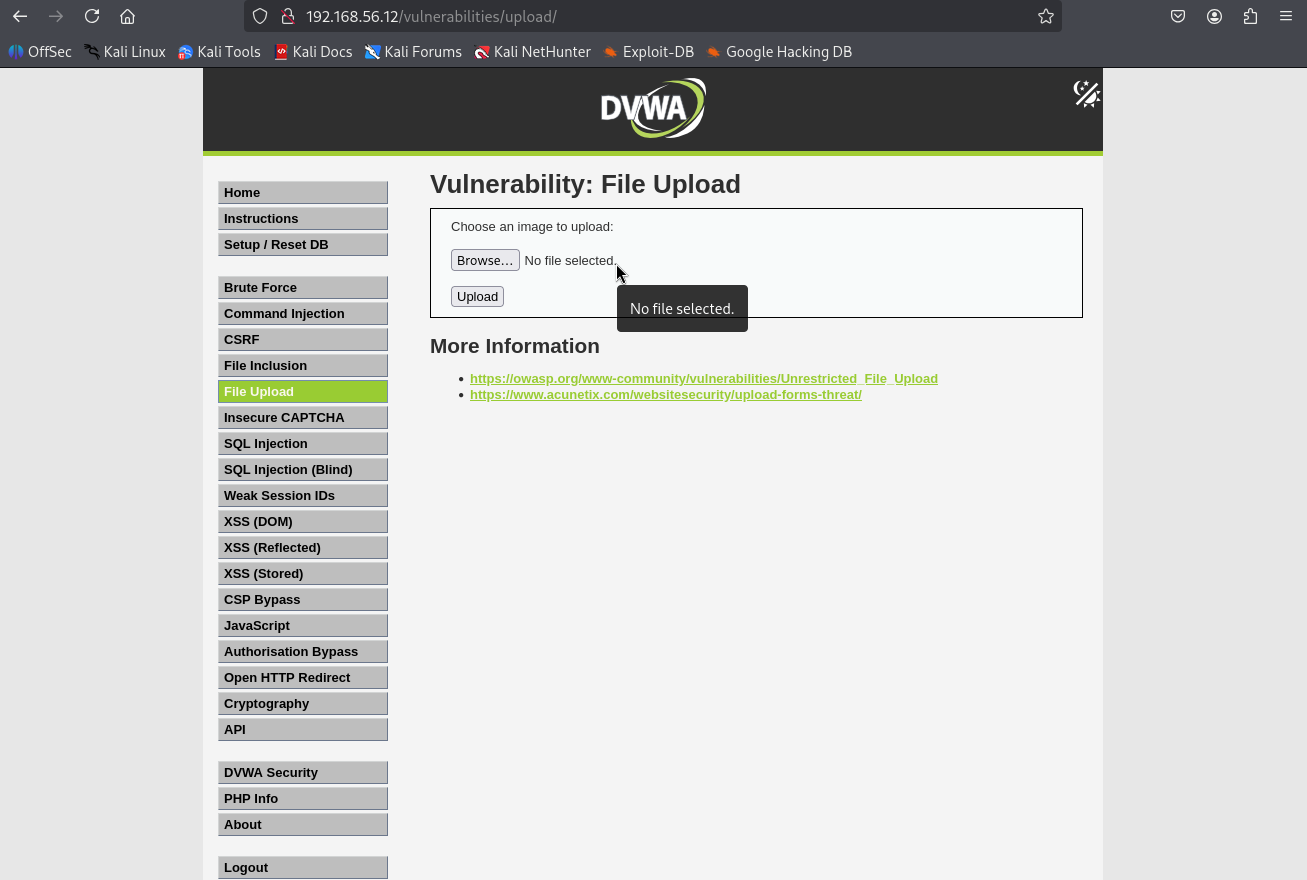 192.168.56.12/vulnerabilities/upload/
OffSec Kali Linux Kali Tools Kali Docs Kali Forums Kali NetHunter Exploit-DB Google Hacking DB
DVWA
Home
Instructions
Setup / Reset DB
Brute Force
Command Injection
CSRF
File Inclusion
File Upload
Insecure CAPTCHA
SQL Injection
SQL Injection (Blind)
Weak Session IDs
XSS (DOM)
XSS (Reflected)
XSS (Stored)
CSP Bypass
JavaScript
Authorisation Bypass
Open HTTP Redirect
Cryptography
API
DVWA Security
PHP Info
About
Logout
Vulnerability: File Upload
Choose an image to upload:
Browse… No file selected.
Upload
No file selected.
More Information
• https://owasp.org/www-community/vulnerabilities/Unrestricted_File_Upload
• https://www.acunetix.com/websitesecurity/upload-forms-threat/